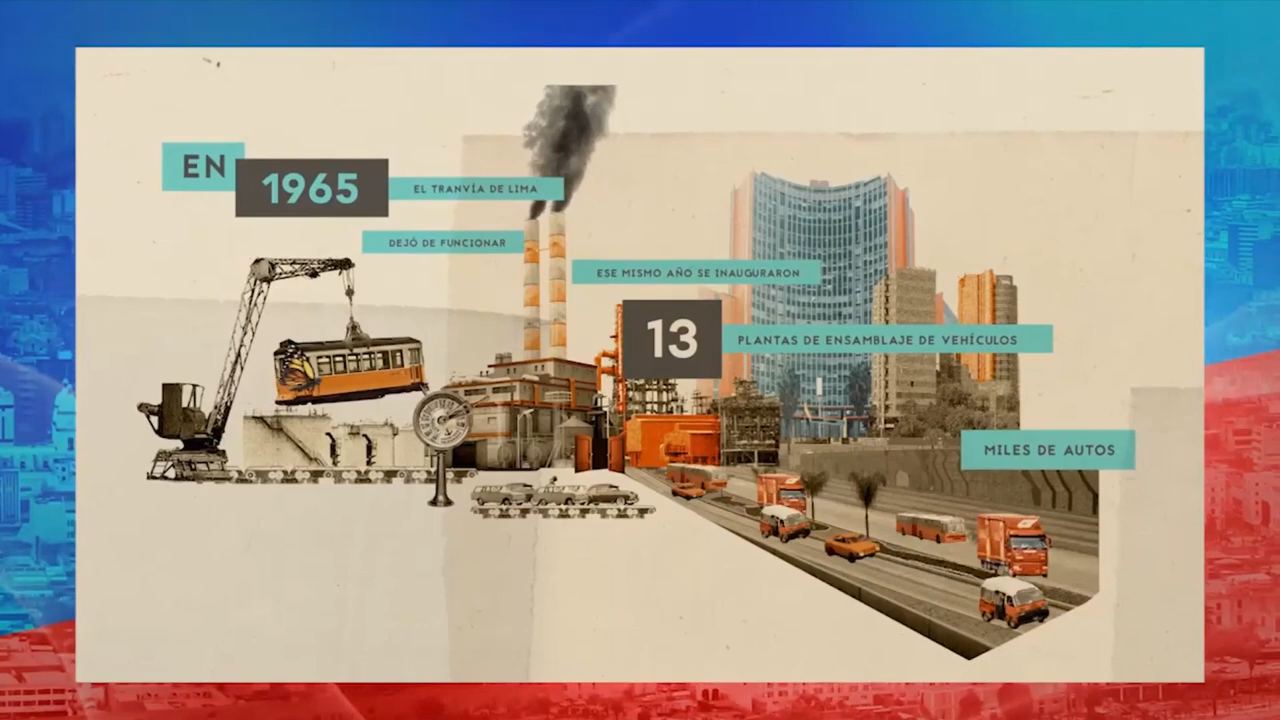 EN
1965
EL TRANVÍA DE LIMA
DEJÓ DE FUNCIONAR
ESE MISMO AÑO SE INAUGURARON
13
PLANTAS DE ENSAMBLAJE DE VEHÍCULOS
MILES DE AUTOS